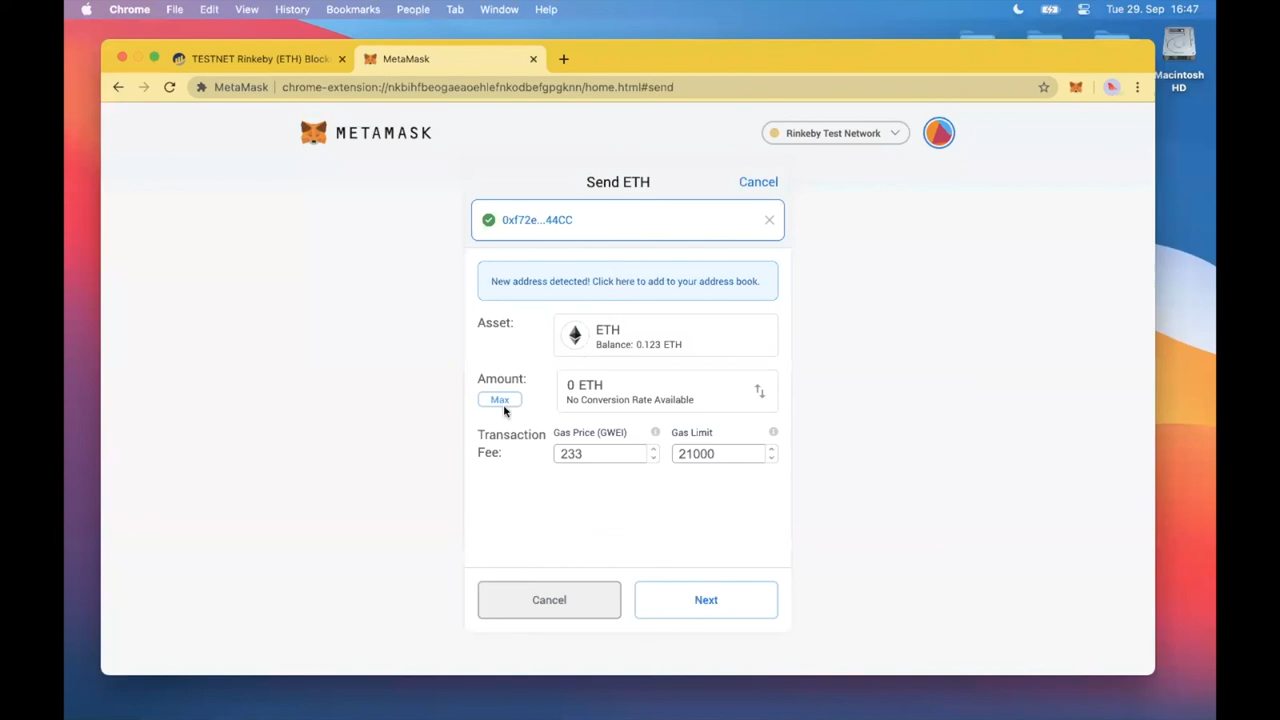 Chrome File Edit View History Bookmarks People Tab Window Help Tue 29. Sep 16:47
TESTNET Rinkeby (ETH) Block
MetaMask
Macintosh
HD
MetaMask chrome-extension://nkbihfbeogaeaoehlefnkodbefgpgknn/home.html#send
METAMASK
Rinkeby Test Network
Send ETH
Cancel
0xf72e...44CC
New address detected! Click here to add to your address book.
Asset:
ETH
Balance: 0.123 ETH
Amount:
Max
0 ETH
No Conversion Rate Available
Transaction
Fee:
Gas Price (GWEI)
Gas Limit
233
21000
Cancel
Next